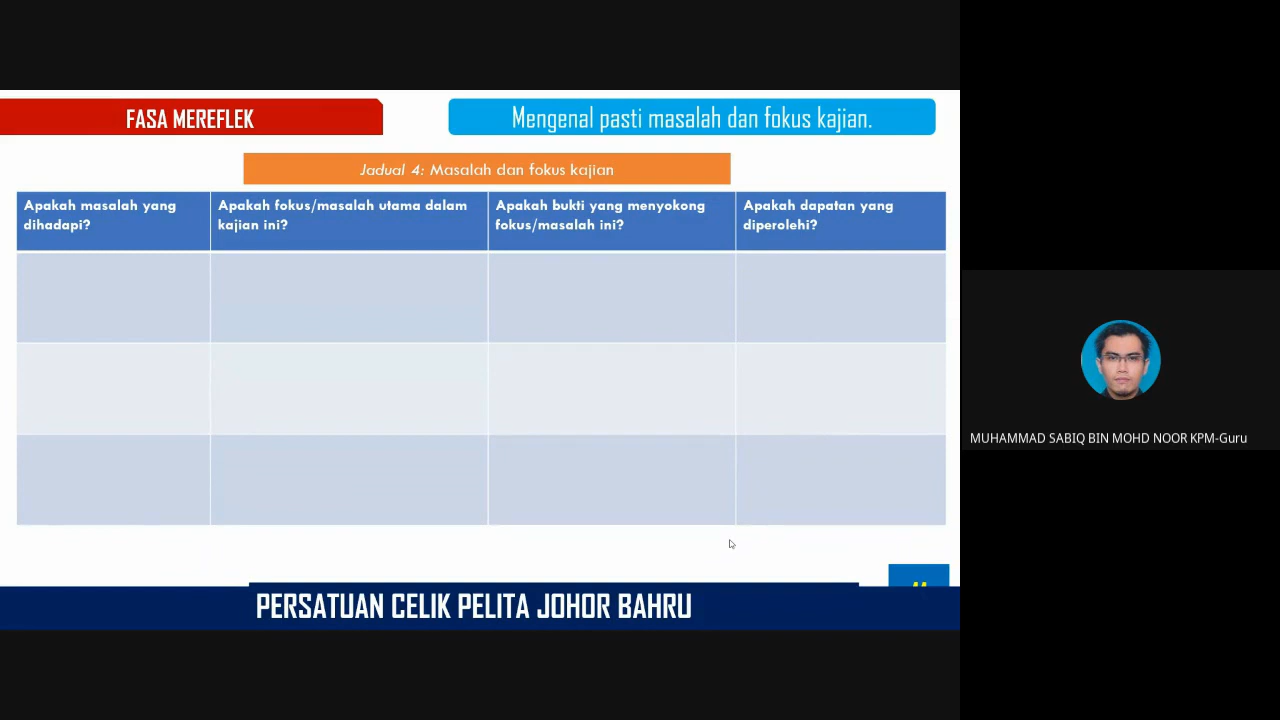 FASA MEREFLEK
Mengenal pasti masalah dan fokus kajian.
Jadual 4: Masalah dan fokus kajian
Apakah masalah yang
dihadapi?
Apakah fokus/masalah utama dalam
kajian ini?
Apakah bukti yang menyokong
fokus/masalah ini?
Apakah dapatan yang
diperolehi?
PERSATUAN CELIK PELITA JOHOR BAHRU
MUHAMMAD SABIQ BIN MOHD NOOR KPM-Guru